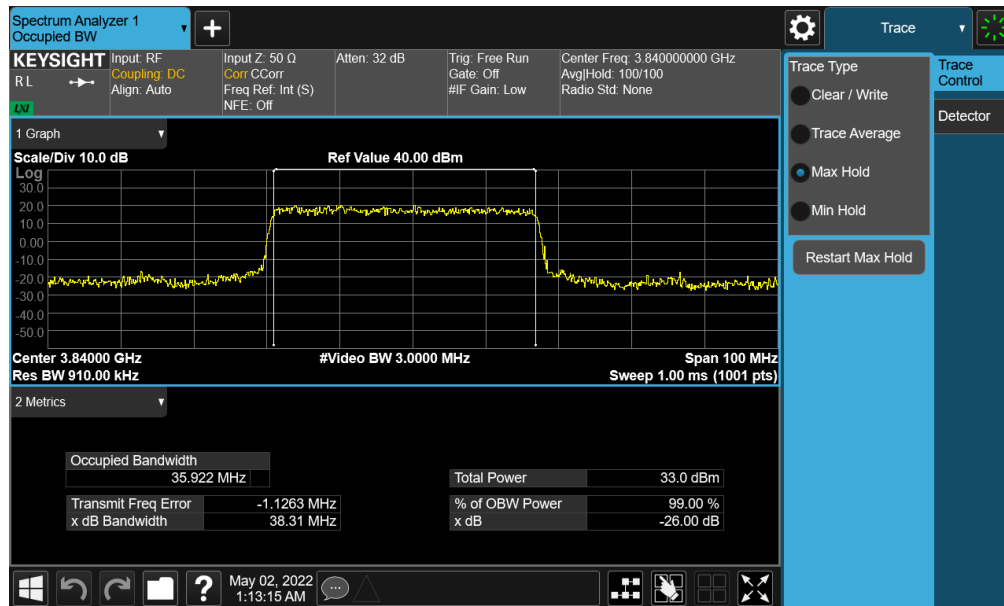 Spectrum Analyzer 1
Occupied BW
Trace
KEYSIGHT
R L
LXI
Input: RF
Coupling: DC
Align: Auto
Input Z: 50 Ω
Corr CCorr
Freq Ref: Int (S)
NFE: Off
Atten: 32 dB
Trig: Free Run
Gate: Off
#IF Gain: Low
Center Freq: 3.840000000 GHz
Avg|Hold: 100/100
Radio Std: None
Trace Type
Clear / Write
Trace Average
Max Hold
Min Hold
Restart Max Hold
Trace
Control
Detector
1 Graph
Scale/Div 10.0 dB
Ref Value 40.00 dBm
Log
30.0
20.0
10.0
0.00
-10.0
-20.0
-30.0
-40.0
-50.0
Center 3.84000 GHz
#Video BW 3.0000 MHz
Span 100 MHz
Res BW 910.00 kHz
Sweep 1.00 ms (1001 pts)
2 Metrics
Occupied Bandwidth
35.922 MHz
Total Power 33.0 dBm
Transmit Freq Error -1.1263 MHz
% of OBW Power 99.00 %
x dB Bandwidth 38.31 MHz
x dB -26.00 dB
?
May 02, 2022
1:13:15 AM